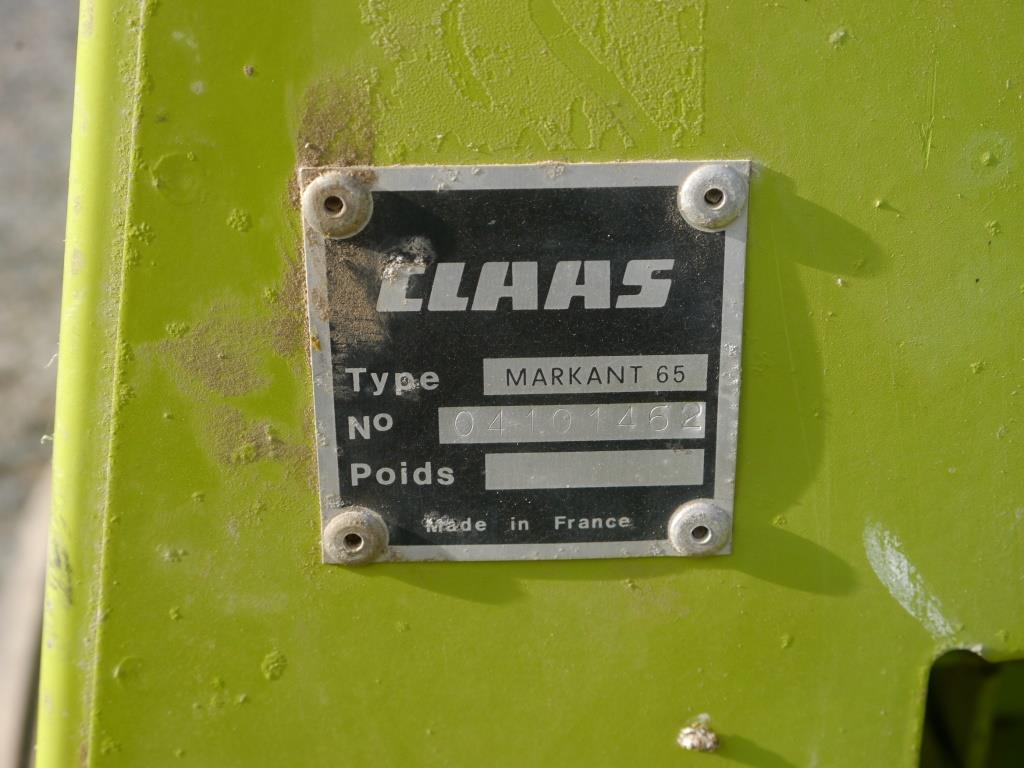 CLAAS
Type MARKANT 65
No 04101462
Poids
Made in France